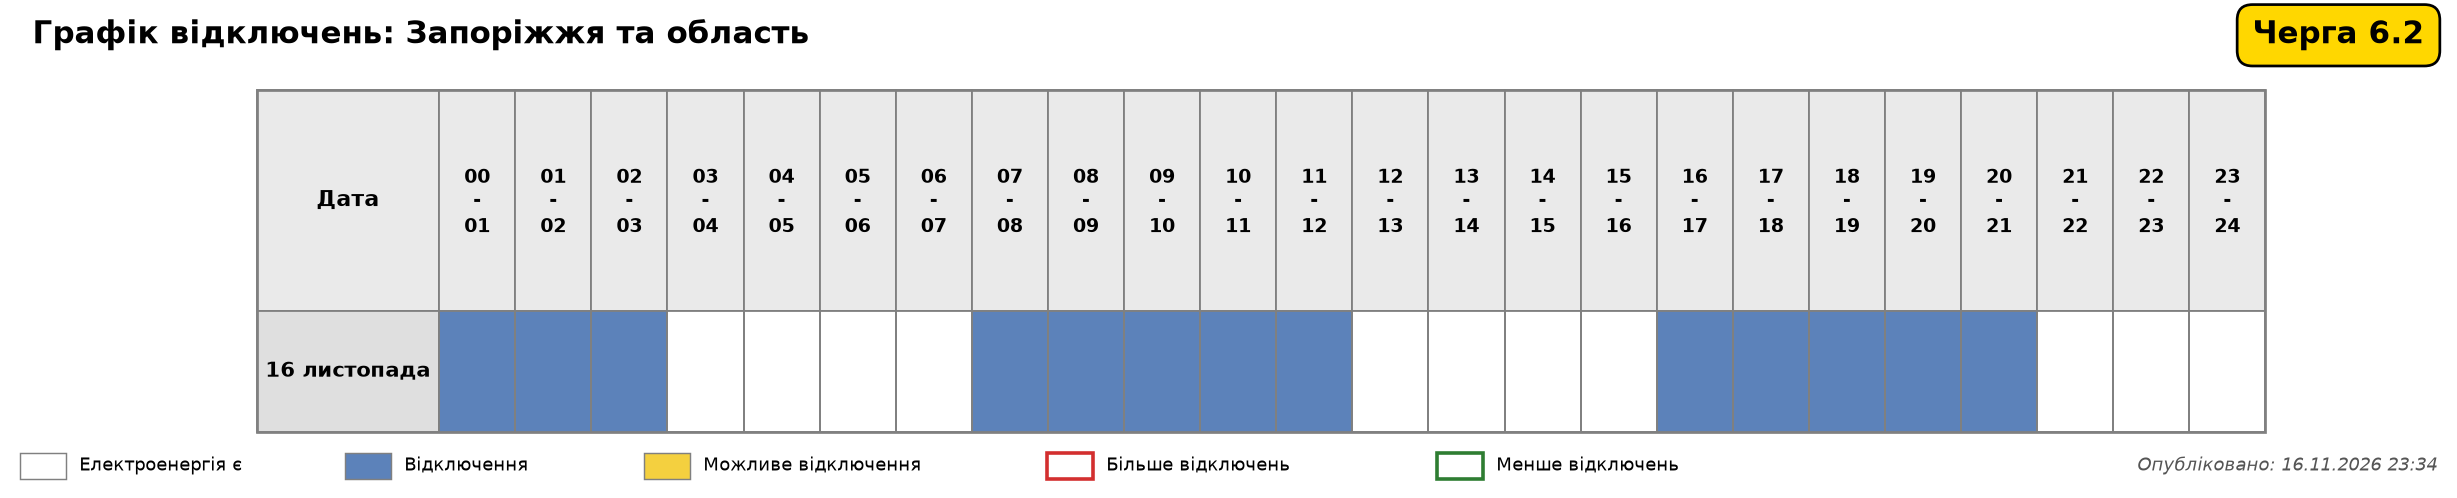 Графік відключень: Запоріжжя та область
Черга 6.2
Дата
00 - 01
01 - 02
02 - 03
03 - 04
04 - 05
05 - 06
06 - 07
07 - 08
08 - 09
09 - 10
10 - 11
11 - 12
12 - 13
13 - 14
14 - 15
15 - 16
16 - 17
17 - 18
18 - 19
19 - 20
20 - 21
21 - 22
22 - 23
23 - 24
16 листопада
Електроенергія є
Відключення
Можливе відключення
Більше відключень
Менше відключень
Опубліковано: 16.11.2026 23:34